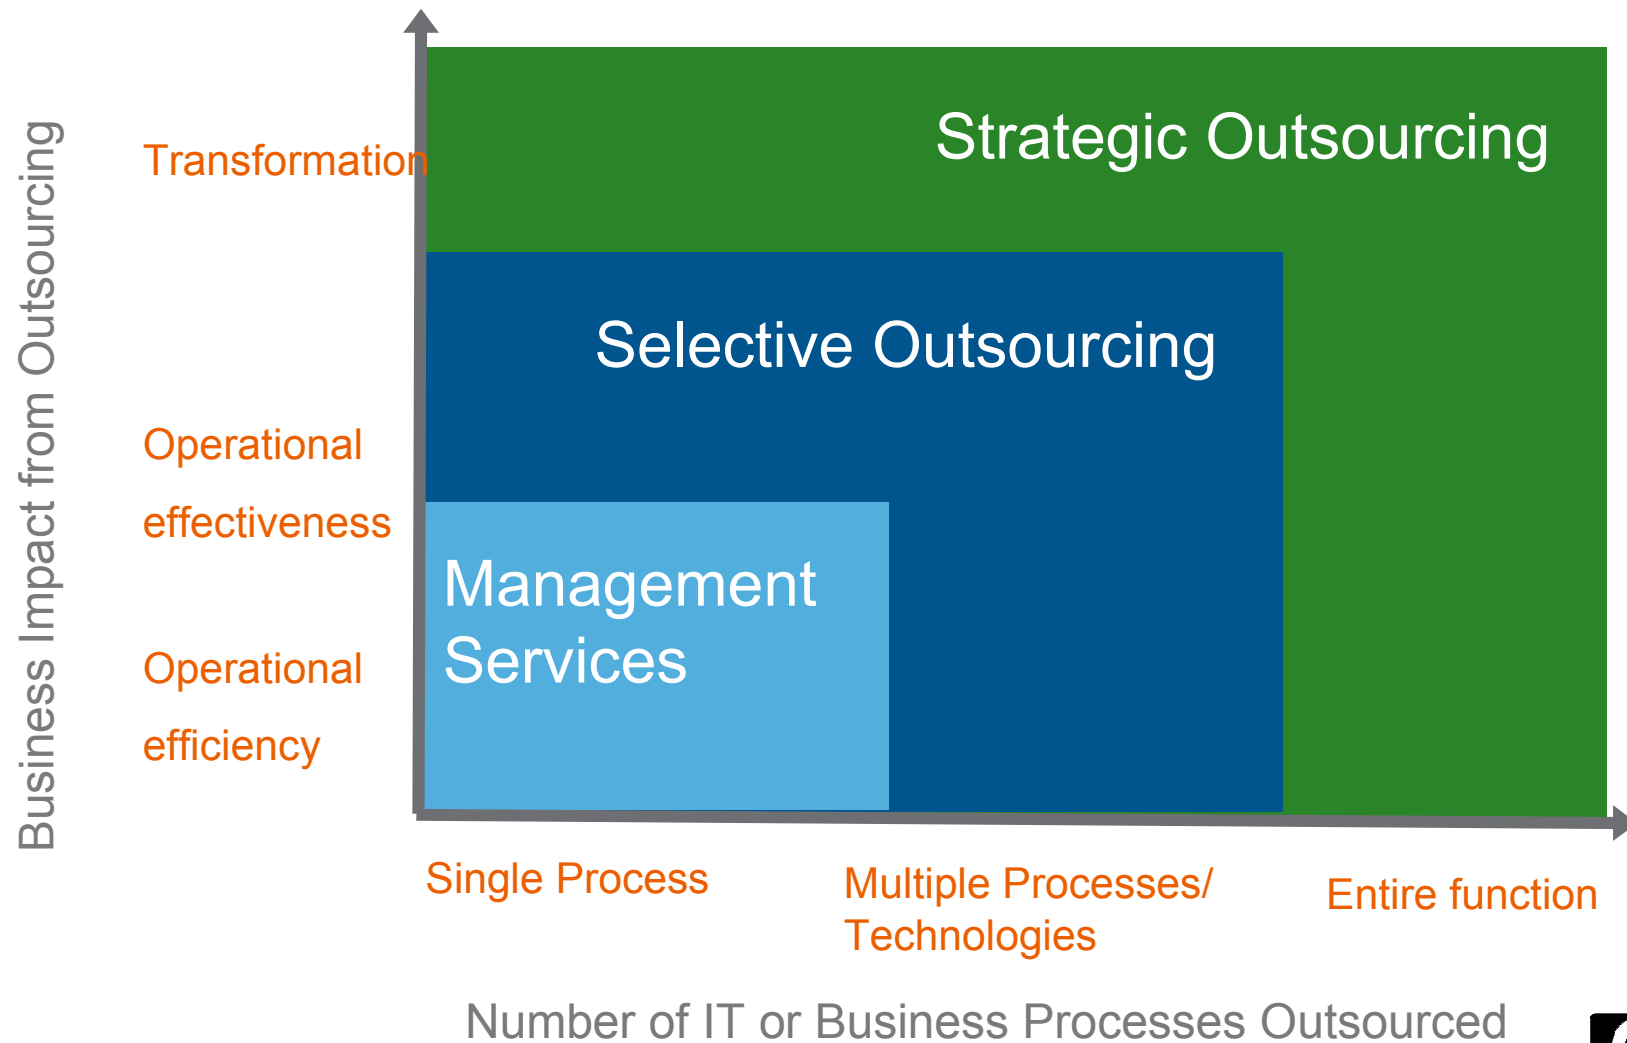 Business Impact from Outsourcing
Transformation
Strategic Outsourcing
Selective Outsourcing
Operational
effectiveness
Management
Services
Operational
efficiency
Single Process
Multiple Processes/
Technologies
Entire function
Number of IT or Business Processes Outsourced